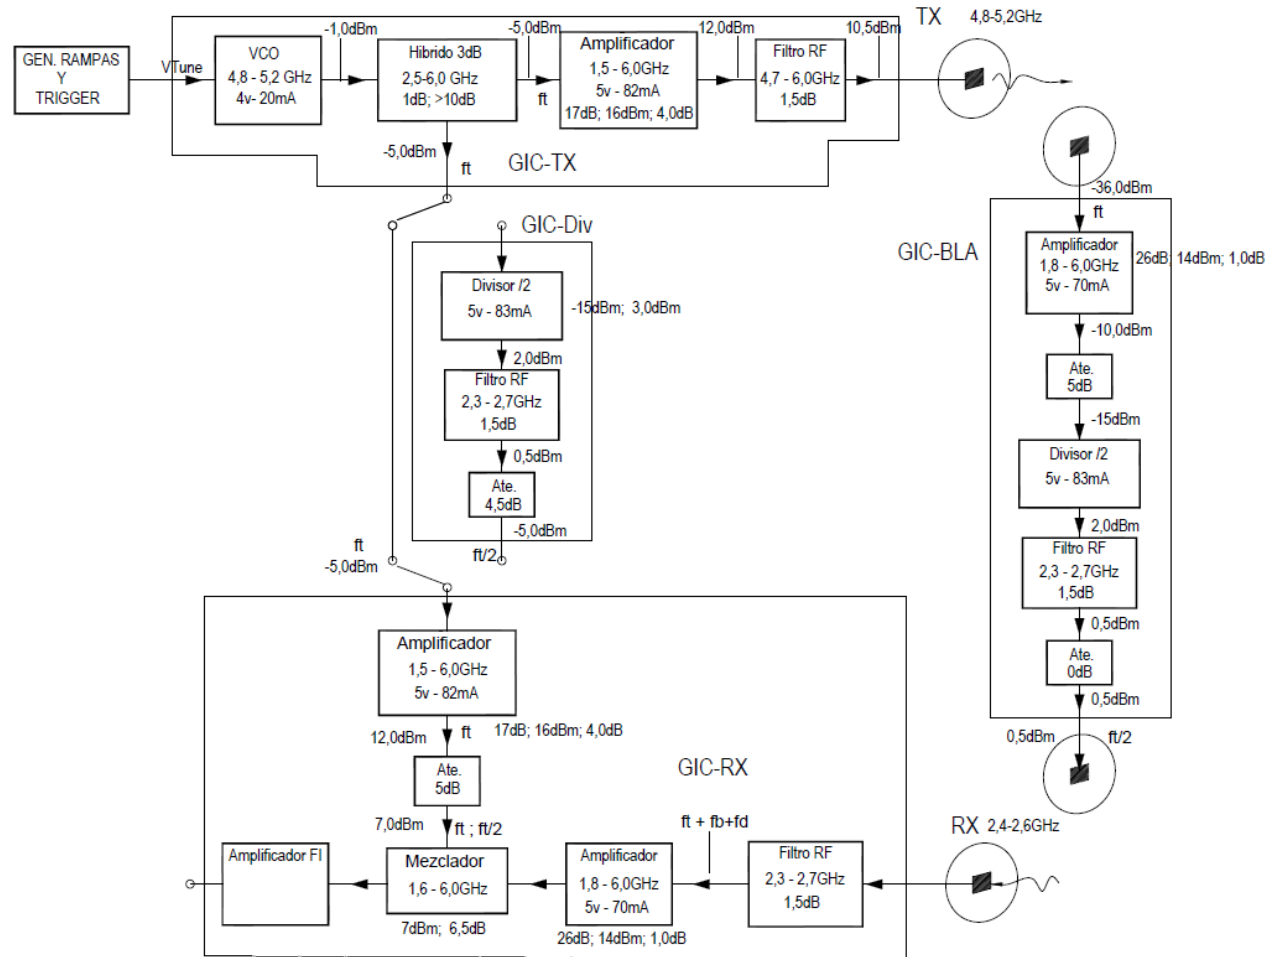 GEN. RAMPAS
Y
TRIGGER
VTune
VCO
4,8 - 5,2 GHz
4v- 20mA
-1,0dBm
Hibrido 3dB
2,5-6,0 GHz
1dB; >10dB
-5,0dBm
ft
Amplificador
1,5 - 6,0GHz
5v - 82mA
17dB; 16dBm; 4,0dB
12,0dBm
Filtro RF
4,7 - 6,0GHz
1,5dB
10,5dBm
TX 4,8-5,2GHz
-5,0dBm
ft
GIC-TX
GIC-Div
Divisor /2
5v - 83mA
-15dBm; 3,0dBm
2,0dBm
Filtro RF
2,3 - 2,7GHz
1,5dB
0,5dBm
Ate.
4,5dB
-5,0dBm
ft/2
ft
-5,0dBm
-36,0dBm
ft
GIC-BLA
Amplificador
1,8 - 6,0GHz
5v - 70mA
26dB; 14dBm; 1,0dB
-10,0dBm
Ate.
5dB
-15dBm
Divisor /2
5v - 83mA
2,0dBm
Filtro RF
2,3 - 2,7GHz
1,5dB
0,5dBm
Ate.
0dB
0,5dBm
0,5dBm
ft/2
Amplificador
1,5 - 6,0GHz
5v - 82mA
12,0dBm
ft
17dB; 16dBm; 4,0dB
Ate.
5dB
GIC-RX
7,0dBm
ft ; ft/2
Amplificador FI
Mezclador
1,6 - 6,0GHz
7dBm; 6,5dB
Amplificador
1,8 - 6,0GHz
5v - 70mA
26dB; 14dBm; 1,0dB
ft + fb+fd
Filtro RF
2,3 - 2,7GHz
1,5dB
RX 2,4-2,6GHz